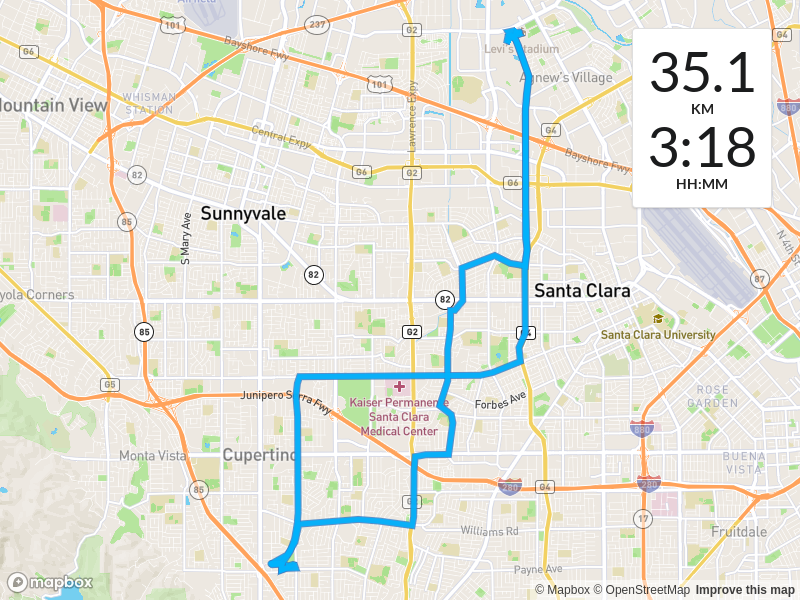 Airfield
237
G2
G4
G6
Bayshore Fwy
Levi's Stadium
35.1
KM
3:18
HH:MM
101
Agnew's Village
WHISMAN
STATION
Mountain View
101
880
Lawrence Expy
Central Expy
G4
Bayshore Fwy
82
G6
G2
G6
Sunnyvale
85
S Mary Ave
N 4th St
82
87
oyola Corners
82
Santa Clara
85
G2
G4
Santa Clara University
G5
Junipero Serra Fwy
Kaiser Permanente
Santa Clara
Medical Center
Forbes Ave
ROSE
GARDEN
880
Monta Vista
Cupertino
BUENA
VISTA
85
280
G4
280
G2
17
Williams Rd
Fruitdale
Payne Ave
mapbox
© Mapbox © OpenStreetMap Improve this map